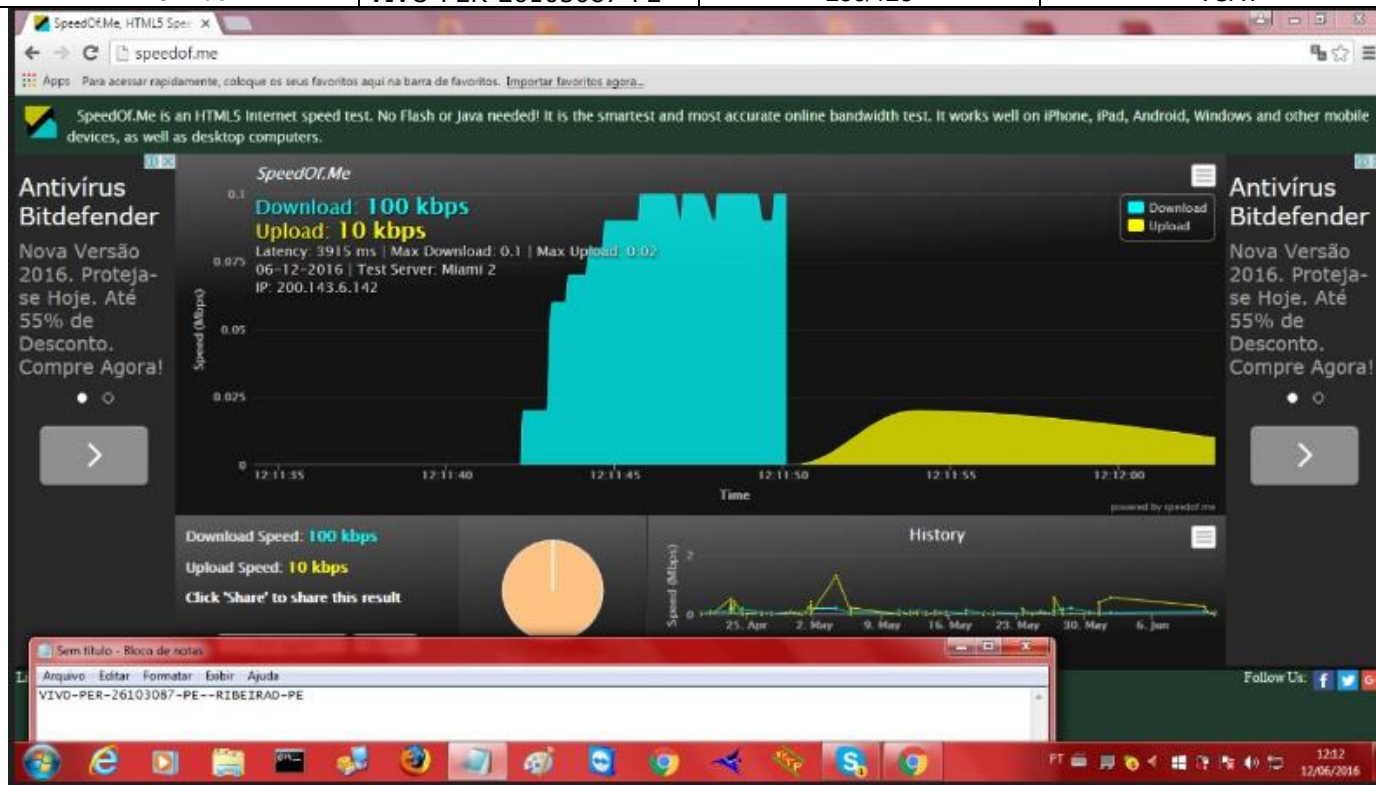 VIVO-PER-26103087-PE
SpeedOf.Me, HTML5 Spe
speedof.me
Apps Para acessar rapidamente, coloque os seus favoritos aqui na barra de favoritos. Importar favoritos agora...
SpeedOf.Me is an HTML5 Internet speed test. No Flash or Java needed! It is the smartest and most accurate online bandwidth test. It works well on iPhone, iPad, Android, Windows and other mobile
devices, as well as desktop computers.
Antivírus
Bitdefender
Nova Versão
2016. Proteja-
se Hoje. Até
55% de
Desconto.
Compre Agora!
SpeedOf.Me
Download: 100 kbps
Upload: 10 kbps
Latency: 3915 ms | Max Download: 0.1 | Max Upload: 0.02
06-12-2016 | Test Server: Miami 2
IP: 200.143.6.142
Download
Upload
0.1
0.075
0.05
0.025
0
Speed (Mbps)
12:11:35 12:11:40 12:11:45 12:11:50 12:11:55 12:12:00
Time
powered by speedof.me
Antivírus
Bitdefender
Nova Versão
2016. Proteja-
se Hoje. Até
55% de
Desconto.
Compre Agora!
Download Speed: 100 kbps
Upload Speed: 10 kbps
Click 'Share' to share this result
History
Speed (Mbps)
2
0
25. Apr 2. May 9. May 16. May 23. May 30. May 6. Jun
Follow Us:
Sem título - Bloco de notas
Arquivo Editar Formatar Exibir Ajuda
VIVO-PER-26103087-PE--RIBEIRAO-PE
PT
12:12
12/06/2016